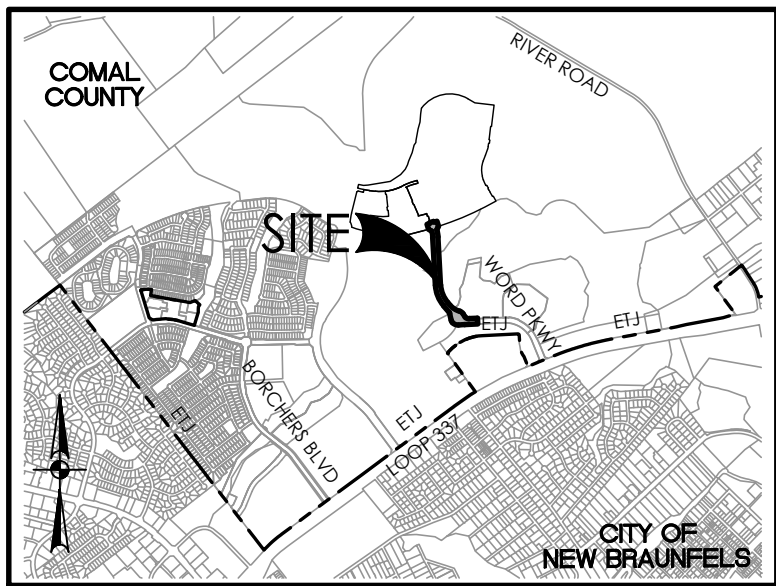 RIVER ROAD
COMAL
COUNTY
SITE
WORD PKWY
ETJ
ETJ
ETJ
BORCHERS BLVD
ETJ
LOOP 337
CITY OF
NEW BRAUNFELS